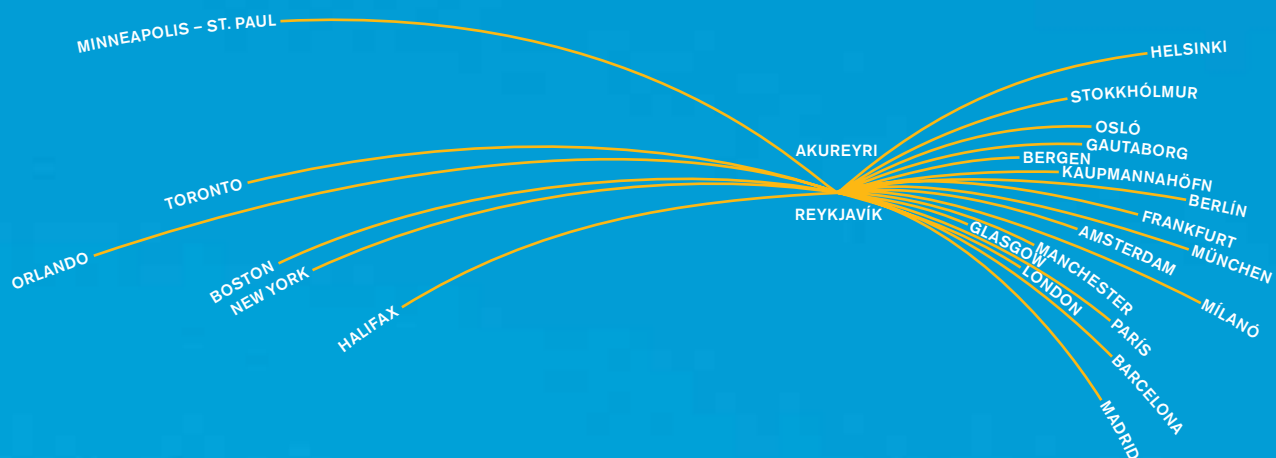 MINNEAPOLIS – ST. PAUL
TORONTO
ORLANDO
BOSTON
NEW YORK
HALIFAX
AKUREYRI
REYKJAVÍK
HELSINKI
STOKKHÓLMUR
OSLÓ
GAUTABORG
BERGEN
KAUPMANNAHÖFN
BERLÍN
FRANKFURT
MÜNCHEN
AMSTERDAM
MÍLANÓ
GLASGOW
MANCHESTER
LONDON
PARÍS
BARCELONA
MADRID